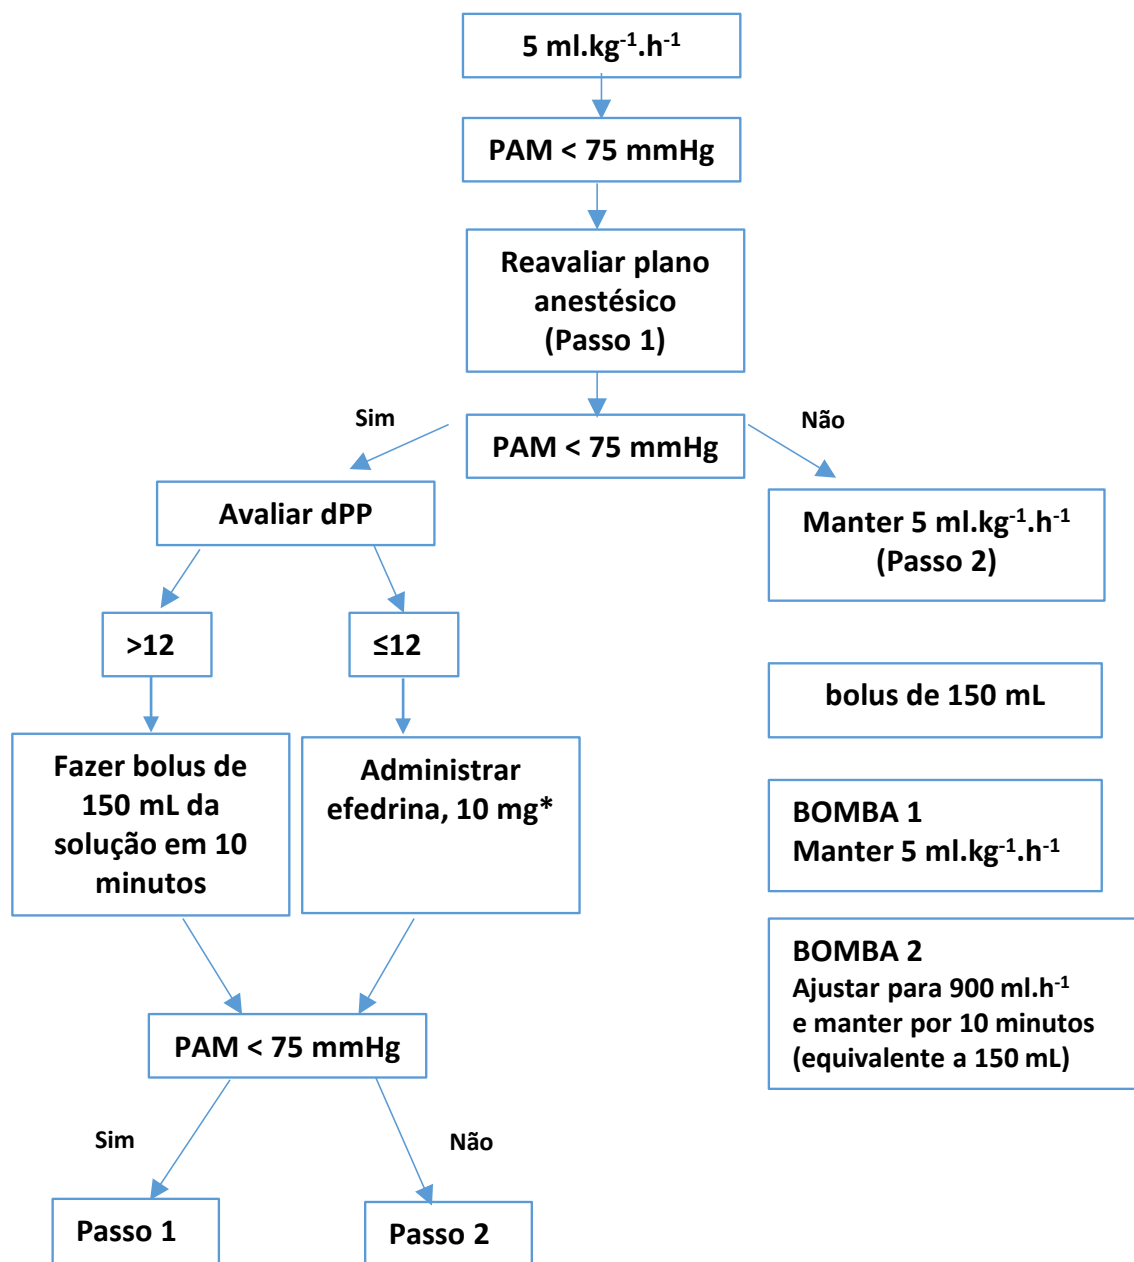 5 ml.kg⁻¹.h⁻¹
PAM < 75 mmHg
Reavaliar plano
anestésico
(Passo 1)
Sim
Não
PAM < 75 mmHg
Avaliar dPP
Manter 5 ml.kg⁻¹.h⁻¹
(Passo 2)
>12
≤12
bolus de 150 mL
Fazer bolus de
150 mL da
solução em 10
minutos
Administrar
efedrina, 10 mg*
BOMBA 1
Manter 5 ml.kg⁻¹.h⁻¹
BOMBA 2
Ajustar para 900 ml.h⁻¹
e manter por 10 minutos
(equivalente a 150 mL)
PAM < 75 mmHg
Sim
Não
Passo 1
Passo 2